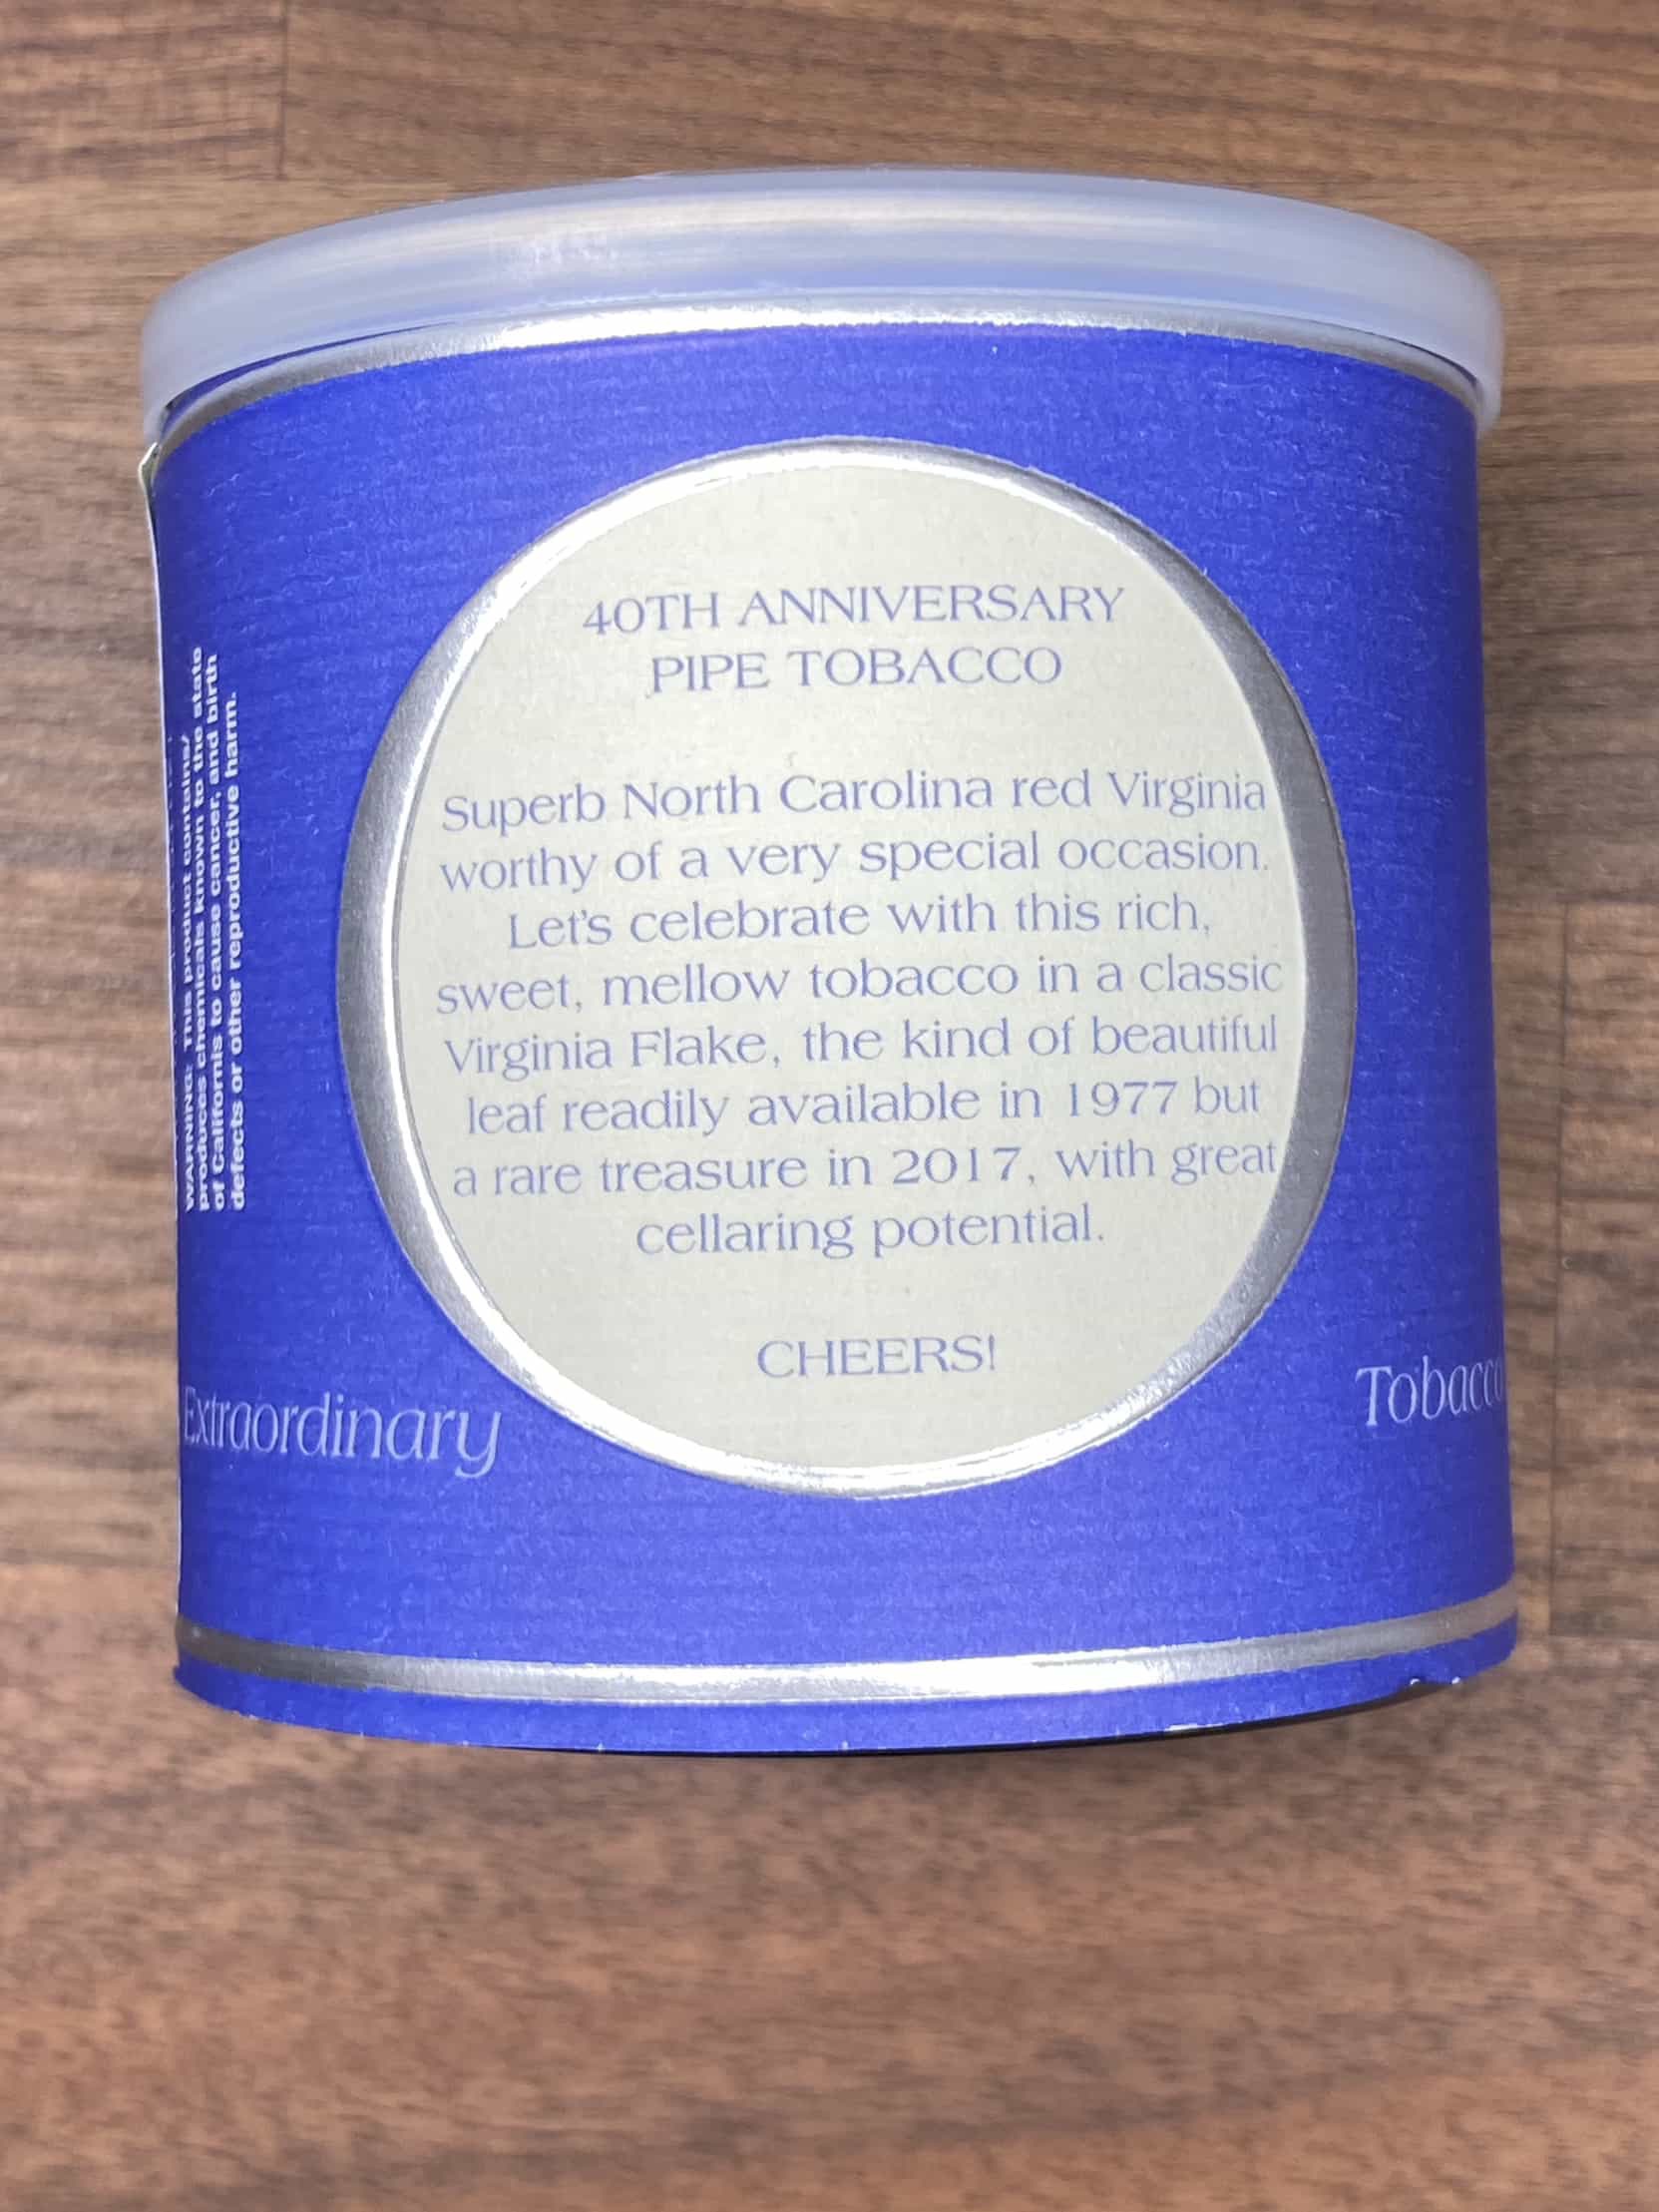 40TH ANNIVERSARY
PIPE TOBACCO
Superb North Carolina red Virginia
worthy of a very special occasion.
Let's celebrate with this rich,
sweet, mellow tobacco in a classic
Virginia Flake, the kind of beautiful
leaf readily available in 1977 but
a rare treasure in 2017, with great
cellaring potential.
CHEERS!
Extraordinary
Tobacco
WARNING: This product contains/
produces chemicals known to the state
of Californis to cause cancer, and birth
defects or other reproductive harm.